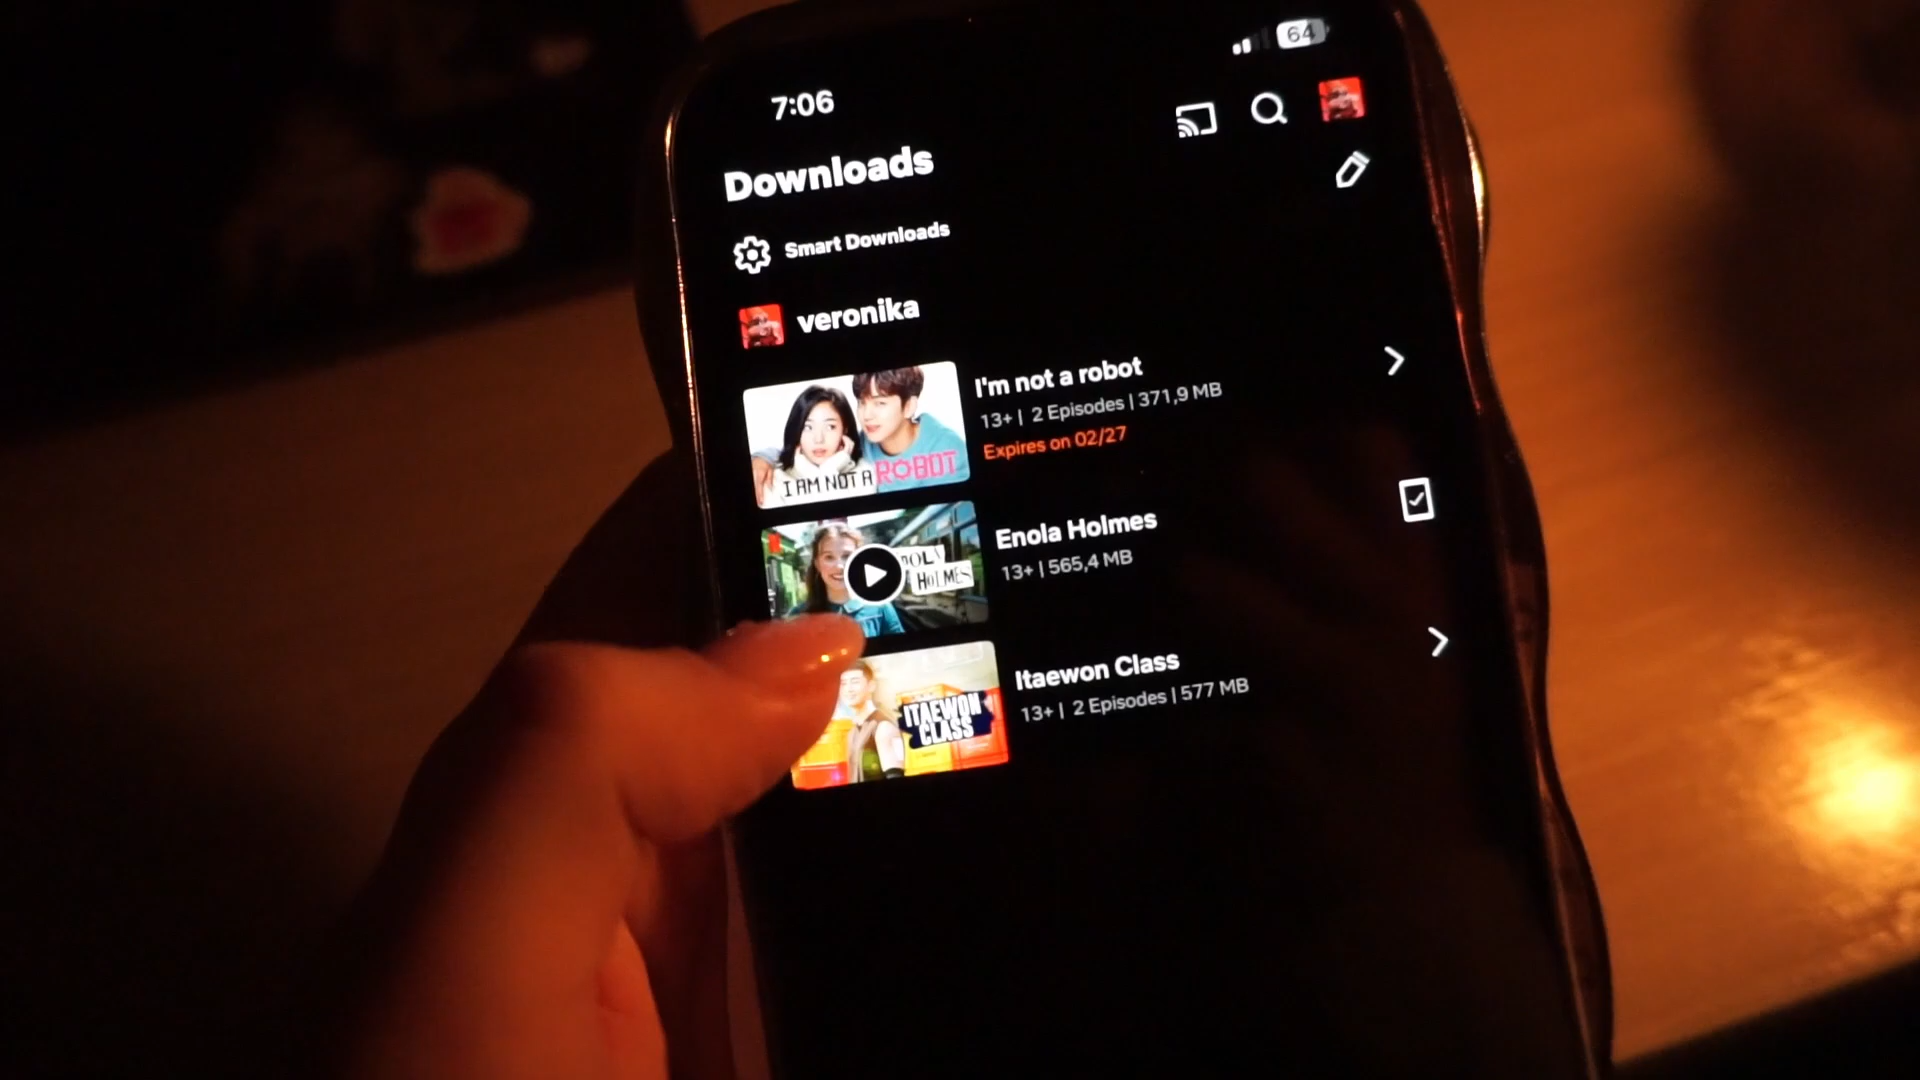 64
7:06
Downloads
Smart Downloads
veronika
I'm not a robot
13+ | 2 Episodes | 371,9 MB
Expires on 02/27
I AM NOT A ROBOT
Enola Holmes
13+ | 565,4 MB
HOLMES
Itaewon Class
13+ | 2 Episodes | 577 MB
ITAEWON
CLASS